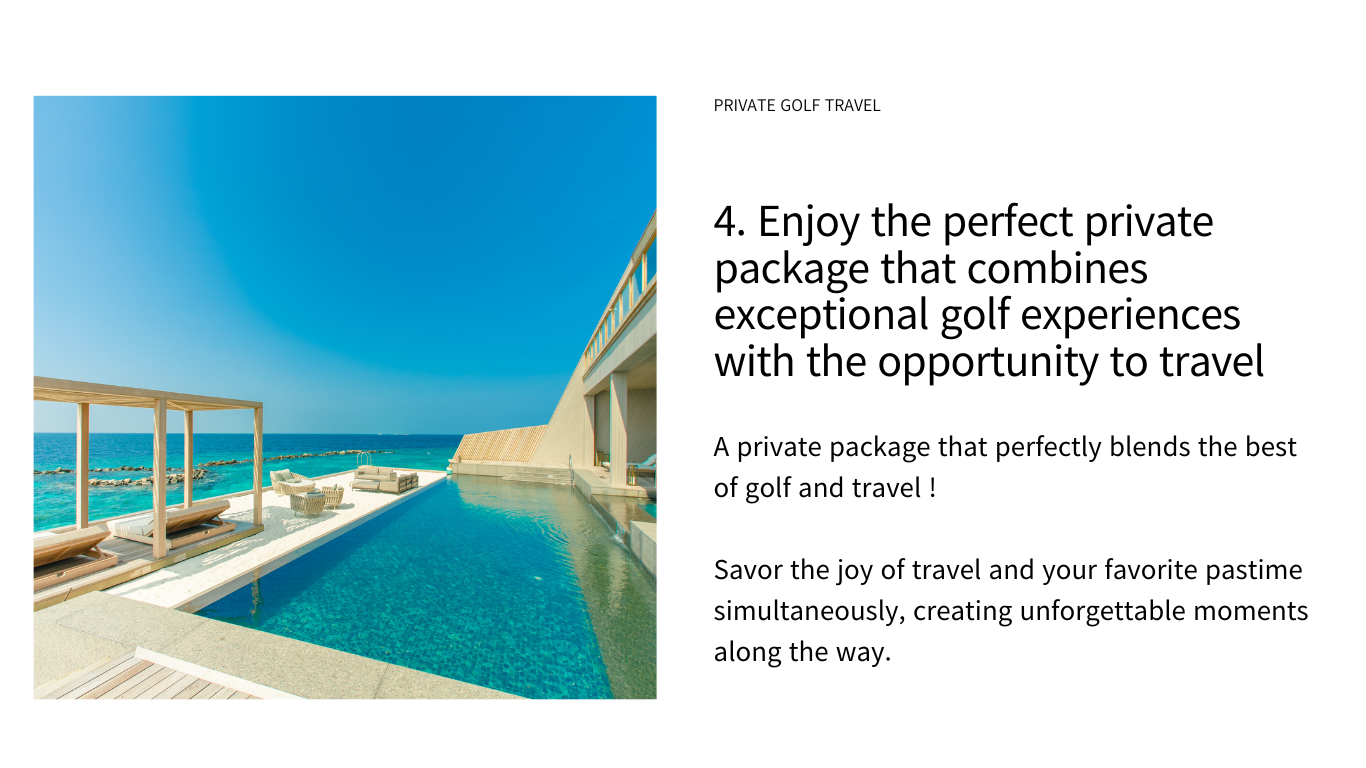 PRIVATE GOLF TRAVEL
4. Enjoy the perfect private
package that combines
exceptional golf experiences
with the opportunity to travel
A private package that perfectly blends the best
of golf and travel !
Savor the joy of travel and your favorite pastime
simultaneously, creating unforgettable moments
along the way.